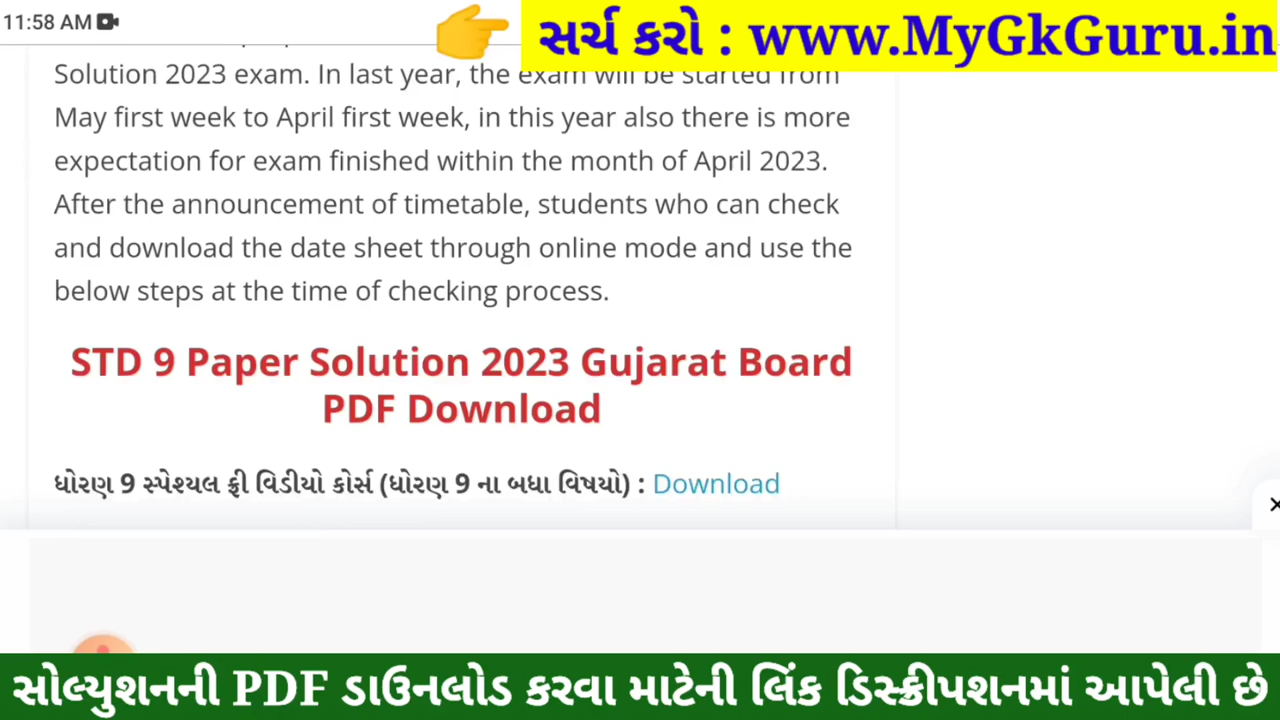 11:58 AM
સર્ચ કરો : www.MyGkGuru.in
Solution 2023 exam. In last year, the exam will be started from
May first week to April first week, in this year also there is more
expectation for exam finished within the month of April 2023.
After the announcement of timetable, students who can check
and download the date sheet through online mode and use the
below steps at the time of checking process.
STD 9 Paper Solution 2023 Gujarat Board
PDF Download
ધોરણ 9 સ્પેશ્યલ ફ્રી વિડીયો કોર્સ (ધોરણ 9 ના બધા વિષયો) : Download
સોલ્યુશનની PDF ડાઉનલોડ કરવા માટેની લિંક ડિસ્ક્રીપશનમાં આપેલી છે